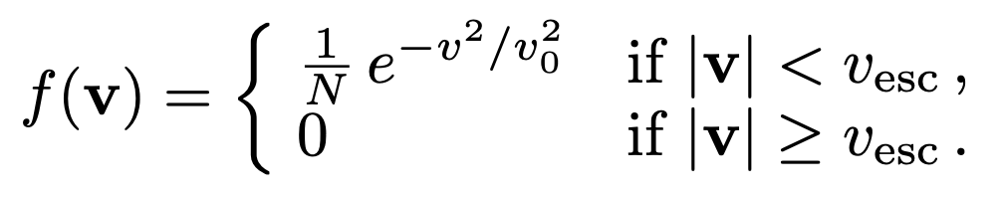 f(𝐯) = { 1/N e^{−v²/v₀²} if |𝐯| < v_esc ,
0 if |𝐯| ≥ v_esc .